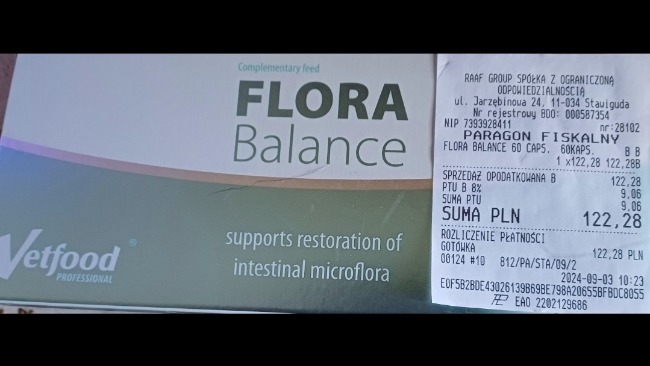 Complementary feed
FLORA
Balance
supports restoration of
intestinal microflora
Vetfood®
PROFESSIONAL
RAAF GROUP SPÓŁKA Z OGRANICZONĄ
ODPOWIEDZIALNOŚCIĄ
ul. Jarzębinowa 24, 11-034 Stawiguda
Nr rejestrowy BDO: 000587354
NIP 7393928411 nr:28102
PARAGON FISKALNY
FLORA BALANCE 60 CAPS. 60KAPS. B B
1 x122,28 122,28B
SPRZEDAŻ OPODATKOWANA B 122,28
PTU B 8% 9,06
SUMA PTU 9,06
SUMA PLN 122,28
ROZLICZENIE PŁATNOŚCI
GOTÓWKA 122,28 PLN
00124 #10 812/PA/STA/09/2
2024-09-03 10:23
EDF5B2BDE43026139B69BE798A20655BFBDC8055
EAO 2202129686